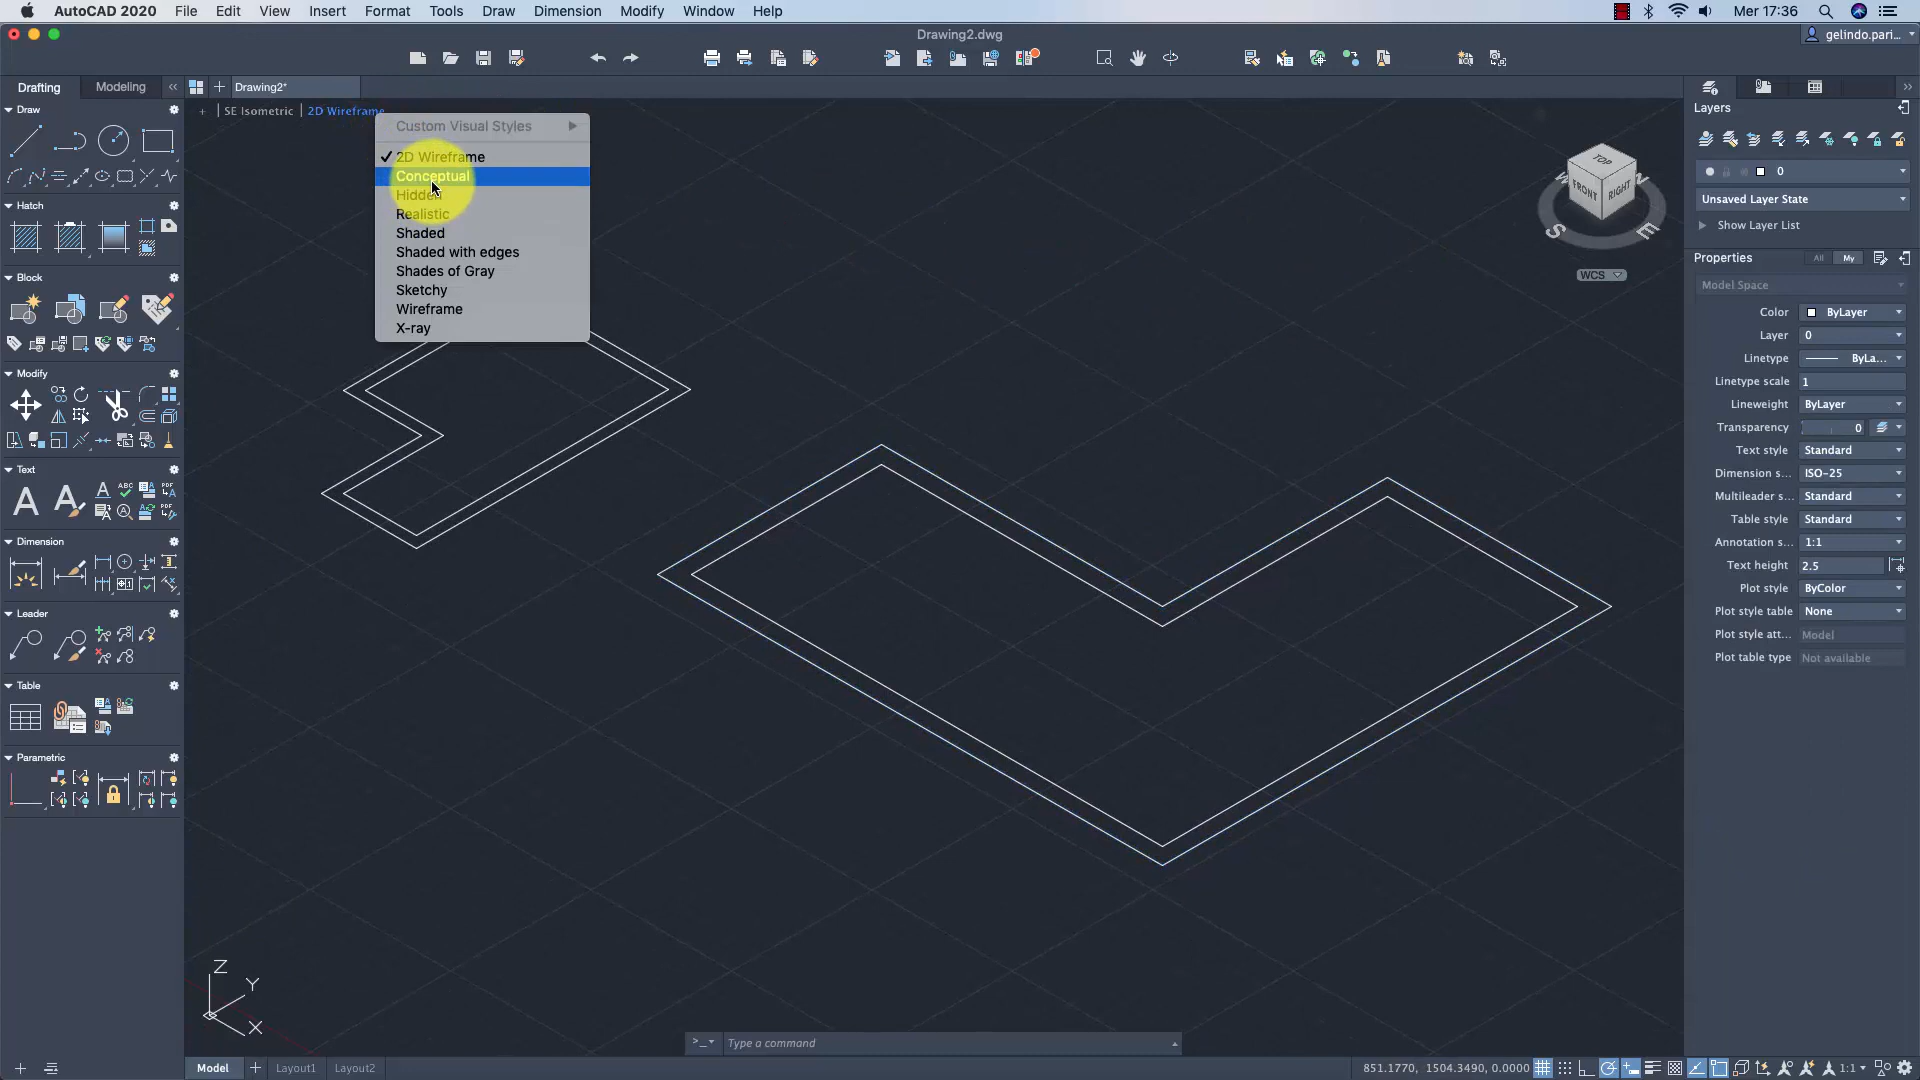 AutoCAD 2020 File Edit View Insert Format Tools Draw Dimension Modify Window Help Mer 17:36
Drawing2.dwg
gelindo.pari...
Drafting Modeling Drawing2*
+ | SE Isometric | 2D Wireframe
Custom Visual Styles
2D Wireframe
Conceptual
Hidden
Realistic
Shaded
Shaded with edges
Shades of Gray
Sketchy
Wireframe
X-ray
Draw
Hatch
Block
Modify
Text
Dimension
Leader
Table
Parametric
TOP
FRONT RIGHT
W N
S E
WCS
Layers
0
Unsaved Layer State
Show Layer List
Properties All My
Model Space
Color ByLayer
Layer 0
Linetype ByLa...
Linetype scale 1
Lineweight ByLayer
Transparency 0
Text style Standard
Dimension s... ISO-25
Multileader s... Standard
Table style Standard
Annotation s... 1:1
Text height 2.5
Plot style ByColor
Plot style table None
Plot style att... Model
Plot table type Not available
Z
Y
X
>_ Type a command
Model Layout1 Layout2
851.1770, 1504.3490, 0.0000 1:1